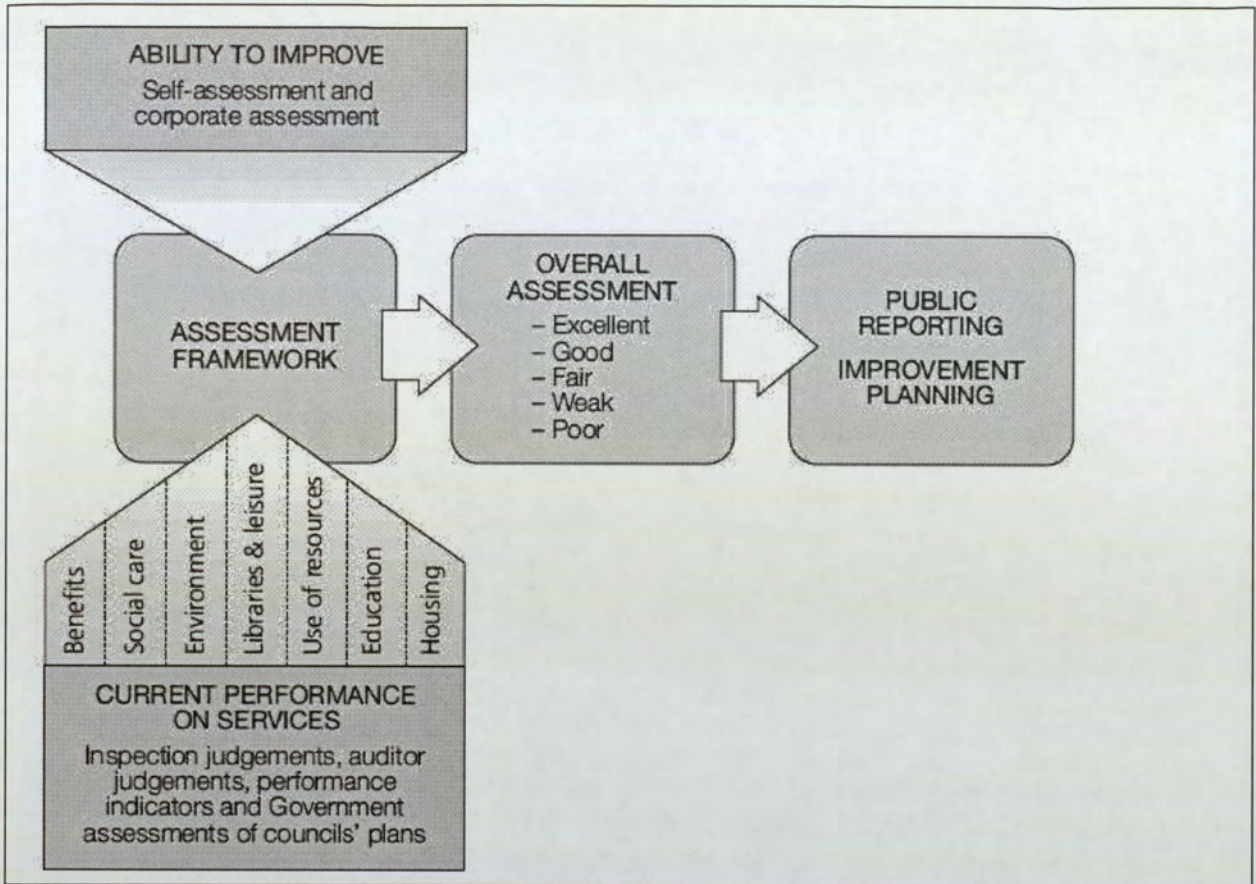 ABILITY TO IMPROVE
Self-assessment and
corporate assessment
ASSESSMENT
FRAMEWORK
OVERALL
ASSESSMENT
– Excellent
– Good
– Fair
– Weak
– Poor
PUBLIC
REPORTING
IMPROVEMENT
PLANNING
Benefits
Social care
Environment
Libraries & leisure
Use of resources
Education
Housing
CURRENT PERFORMANCE
ON SERVICES
Inspection judgements, auditor
judgements, performance
indicators and Government
assessments of councils' plans